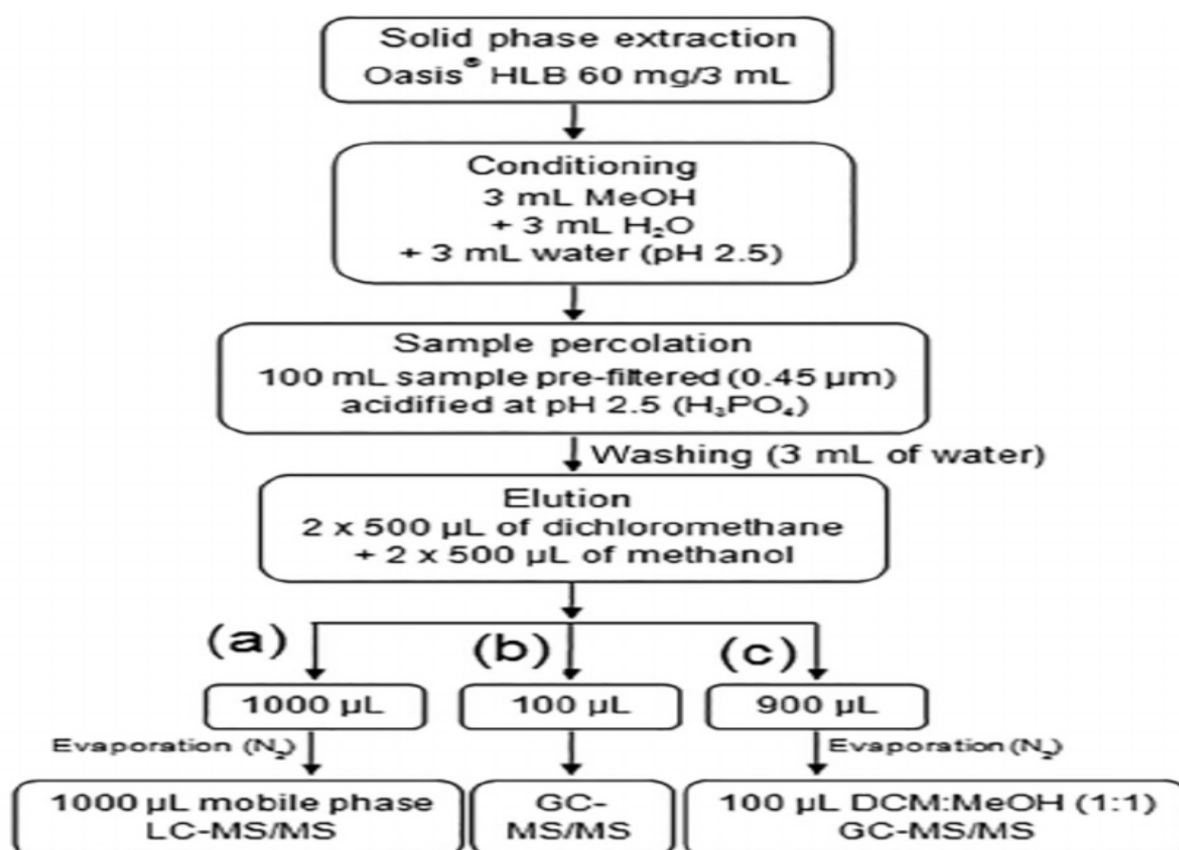 Solid phase extraction
Oasis® HLB 60 mg/3 mL
Conditioning
3 mL MeOH
+ 3 mL H₂O
+ 3 mL water (pH 2.5)
Sample percolation
100 mL sample pre-filtered (0.45 µm)
acidified at pH 2.5 (H₃PO₄)
Washing (3 mL of water)
Elution
2 x 500 µL of dichloromethane
+ 2 x 500 µL of methanol
(a)
(b)
(c)
1000 µL
100 µL
900 µL
Evaporation (N₂)
Evaporation (N₂)
1000 µL mobile phase
LC-MS/MS
GC-
MS/MS
100 µL DCM:MeOH (1:1)
GC-MS/MS